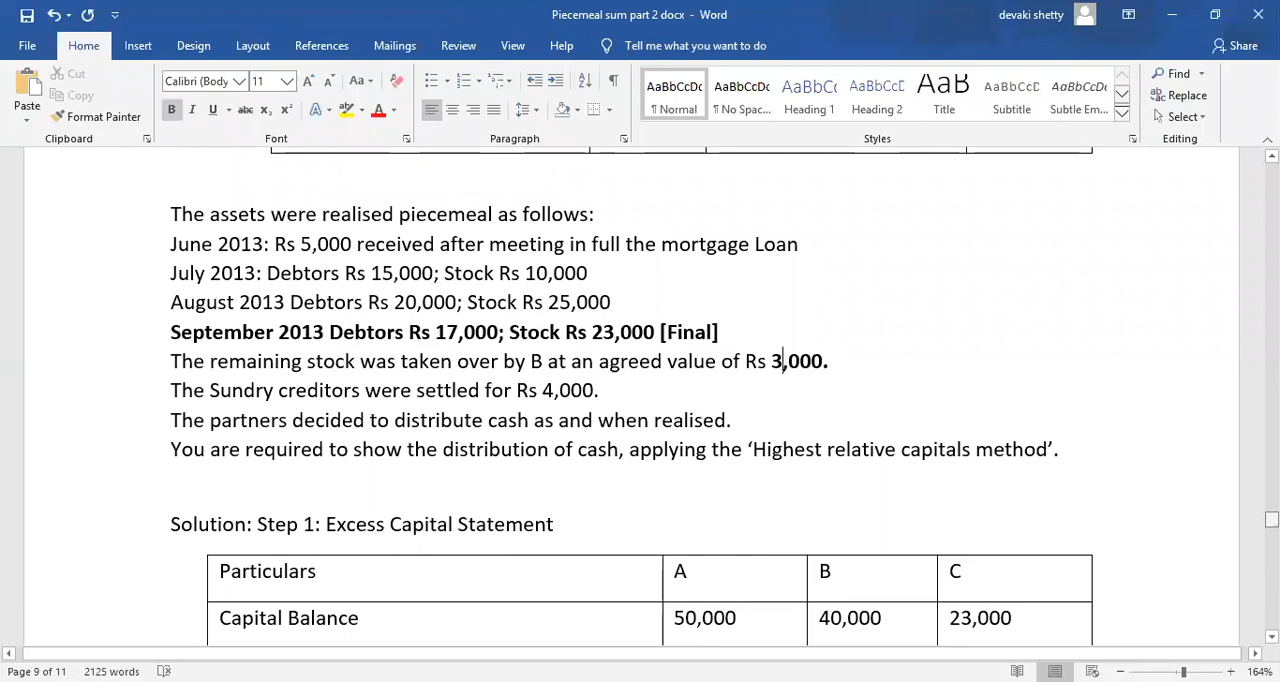 Piecemeal sum part 2 docx - Word
devaki shetty
File Home Insert Design Layout References Mailings Review View Help Tell me what you want to do Share
Paste
Cut
Copy
Format Painter
Clipboard
Calibri (Body 11
Font
Paragraph
AaBbCcDc AaBbCcDc AaBbCc AaBbCcD AaB AaBbCcD AaBbCcDc
¶ Normal ¶ No Spac... Heading 1 Heading 2 Title Subtitle Subtle Em...
Styles
Find
Replace
Select
Editing
The assets were realised piecemeal as follows:
June 2013: Rs 5,000 received after meeting in full the mortgage Loan
July 2013: Debtors Rs 15,000; Stock Rs 10,000
August 2013 Debtors Rs 20,000; Stock Rs 25,000
September 2013 Debtors Rs 17,000; Stock Rs 23,000 [Final]
The remaining stock was taken over by B at an agreed value of Rs 3,000.
The Sundry creditors were settled for Rs 4,000.
The partners decided to distribute cash as and when realised.
You are required to show the distribution of cash, applying the ‘Highest relative capitals method’.
Solution: Step 1: Excess Capital Statement
Particulars A B C
Capital Balance 50,000 40,000 23,000
Page 9 of 11 2125 words 164%